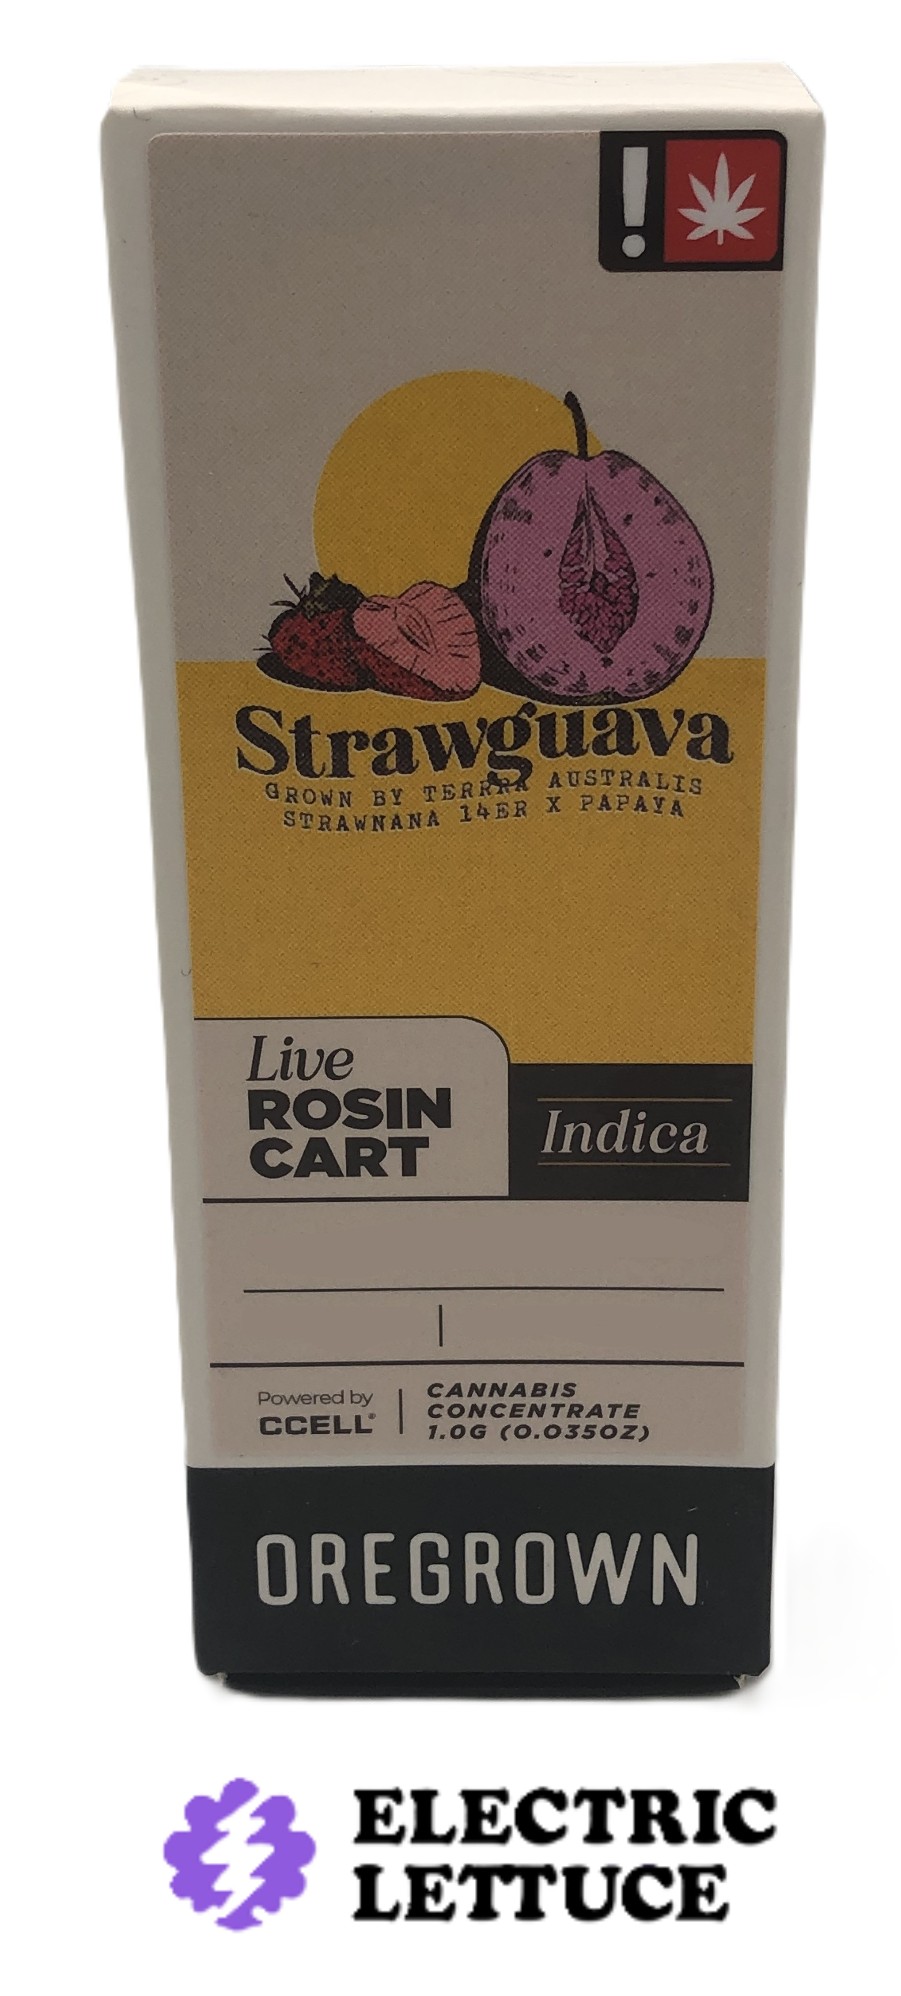 !
Strawguava
GROWN BY TERRRA AUSTRALIS
STRAWNANA 14ER X PAPAYA
Live
ROSIN
CART
Indica
Powered by
CCELL®
CANNABIS
CONCENTRATE
1.0G (0.035OZ)
OREGROWN
ELECTRIC
LETTUCE